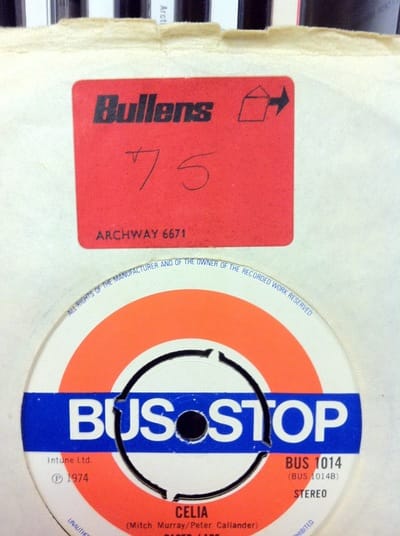 Bullens
75
ARCHWAY 6671
ALL RIGHTS OF THE MANUFACTURER AND OF THE OWNER OF THE RECORDED WORK RESERVED
BUS STOP
Intune Ltd.
Ⓟ 1974
BUS 1014
(BUS 1014B)
STEREO
CELIA
(Mitch Murray/Peter Callander)